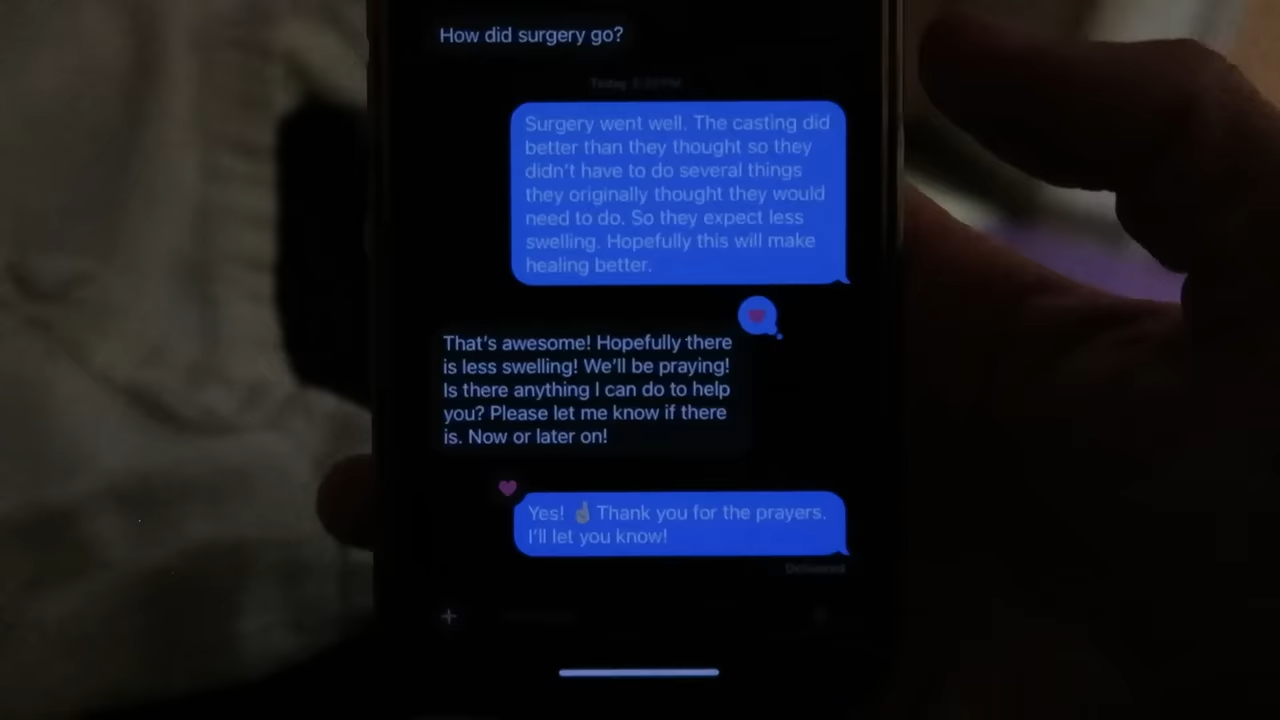 How did surgery go?
Today
Surgery went well. The casting did
better than they thought so they
didn't have to do several things
they originally thought they would
need to do. So they expect less
swelling. Hopefully this will make
healing better.
That's awesome! Hopefully there
is less swelling! We'll be praying!
Is there anything I can do to help
you? Please let me know if there
is. Now or later on!
Yes! ☝️ Thank you for the prayers.
I'll let you know!
Delivered